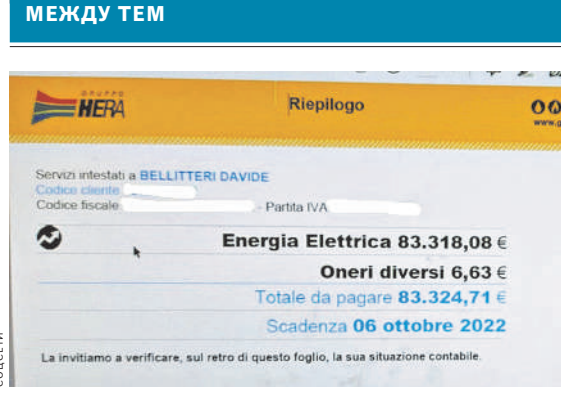 МЕЖДУ ТЕМ
GRUPPO
HERA
Riepilogo
www.g
Servizi intestati a BELLITTERI DAVIDE
Codice cliente
Codice fiscale - Partita IVA
Energia Elettrica 83.318,08 €
Oneri diversi 6,63 €
Totale da pagare 83.324,71 €
Scadenza 06 ottobre 2022
La invitiamo a verificare, sul retro di questo foglio, la sua situazione contabile.
СОЦСЕТИ